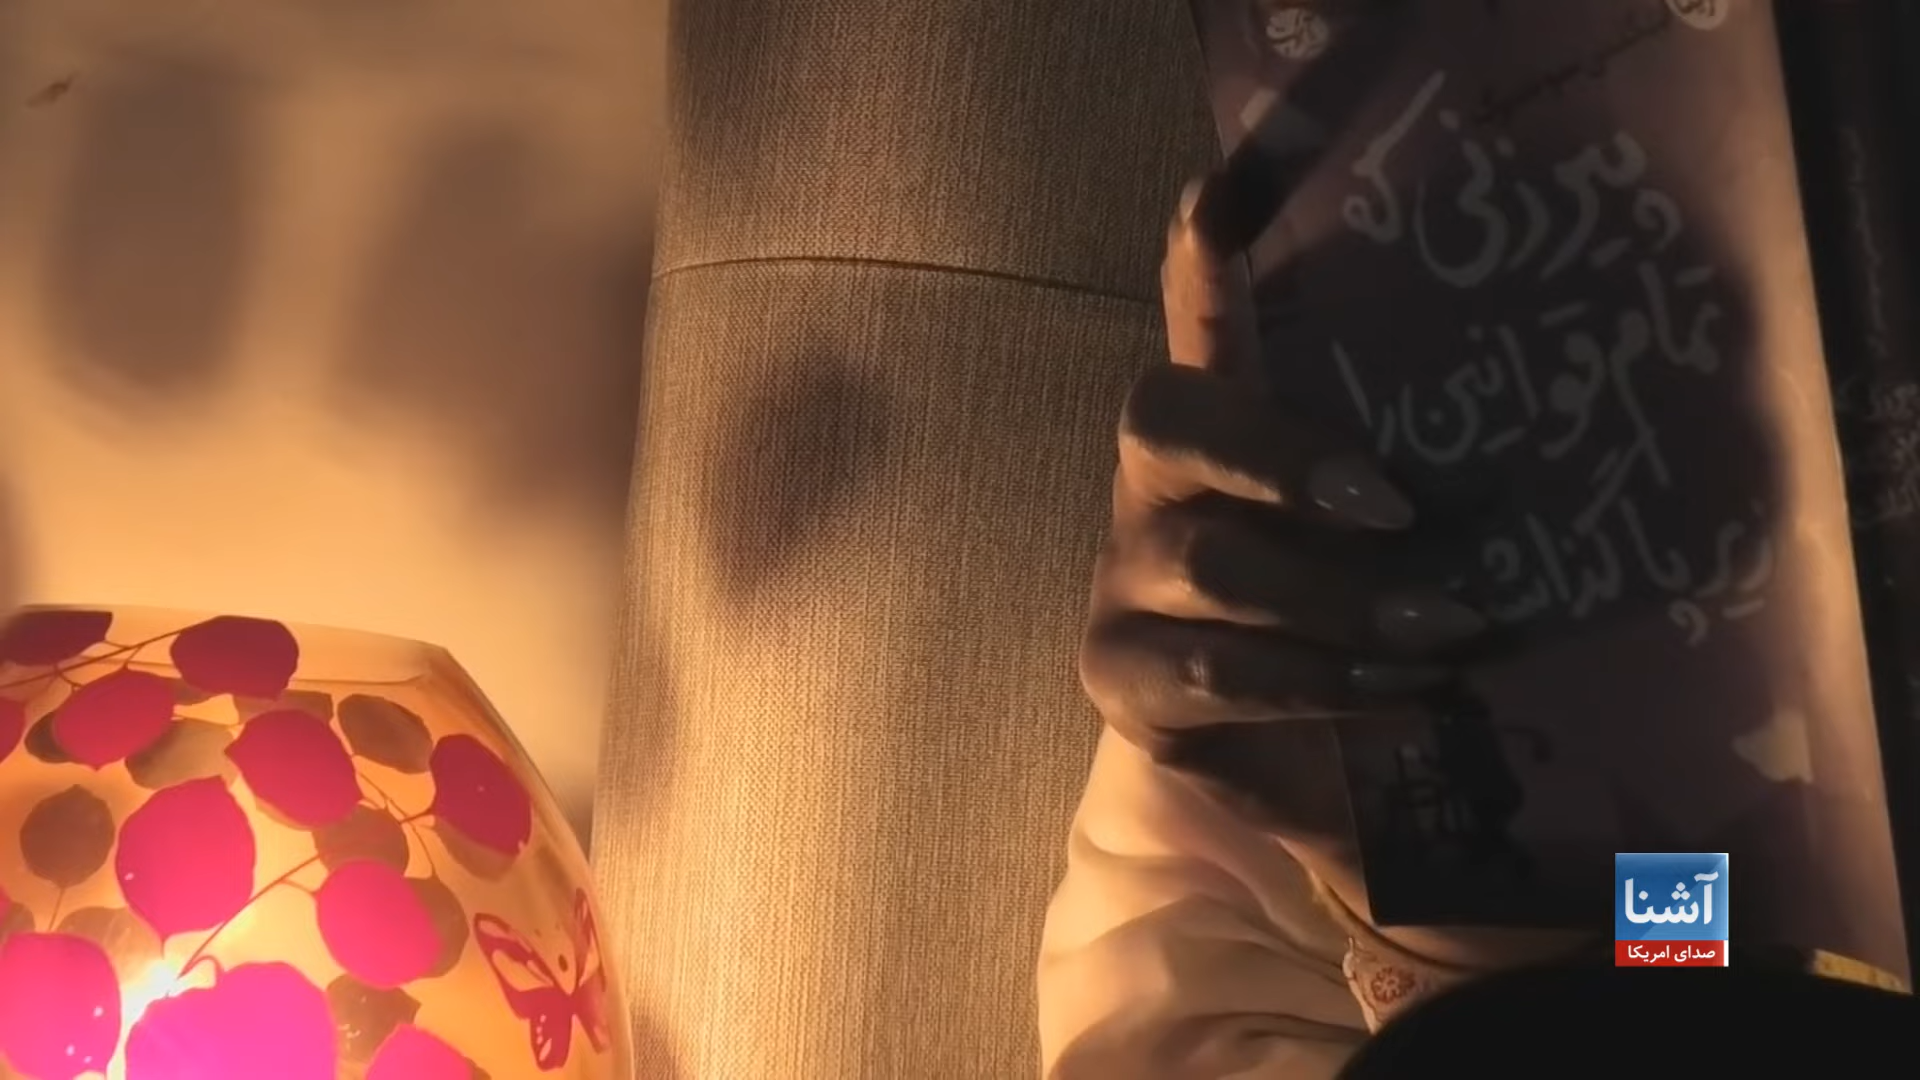 پیرزنی که
تمام قوانین را
زیر پا گذاشت
آشنا
صدای امریکا